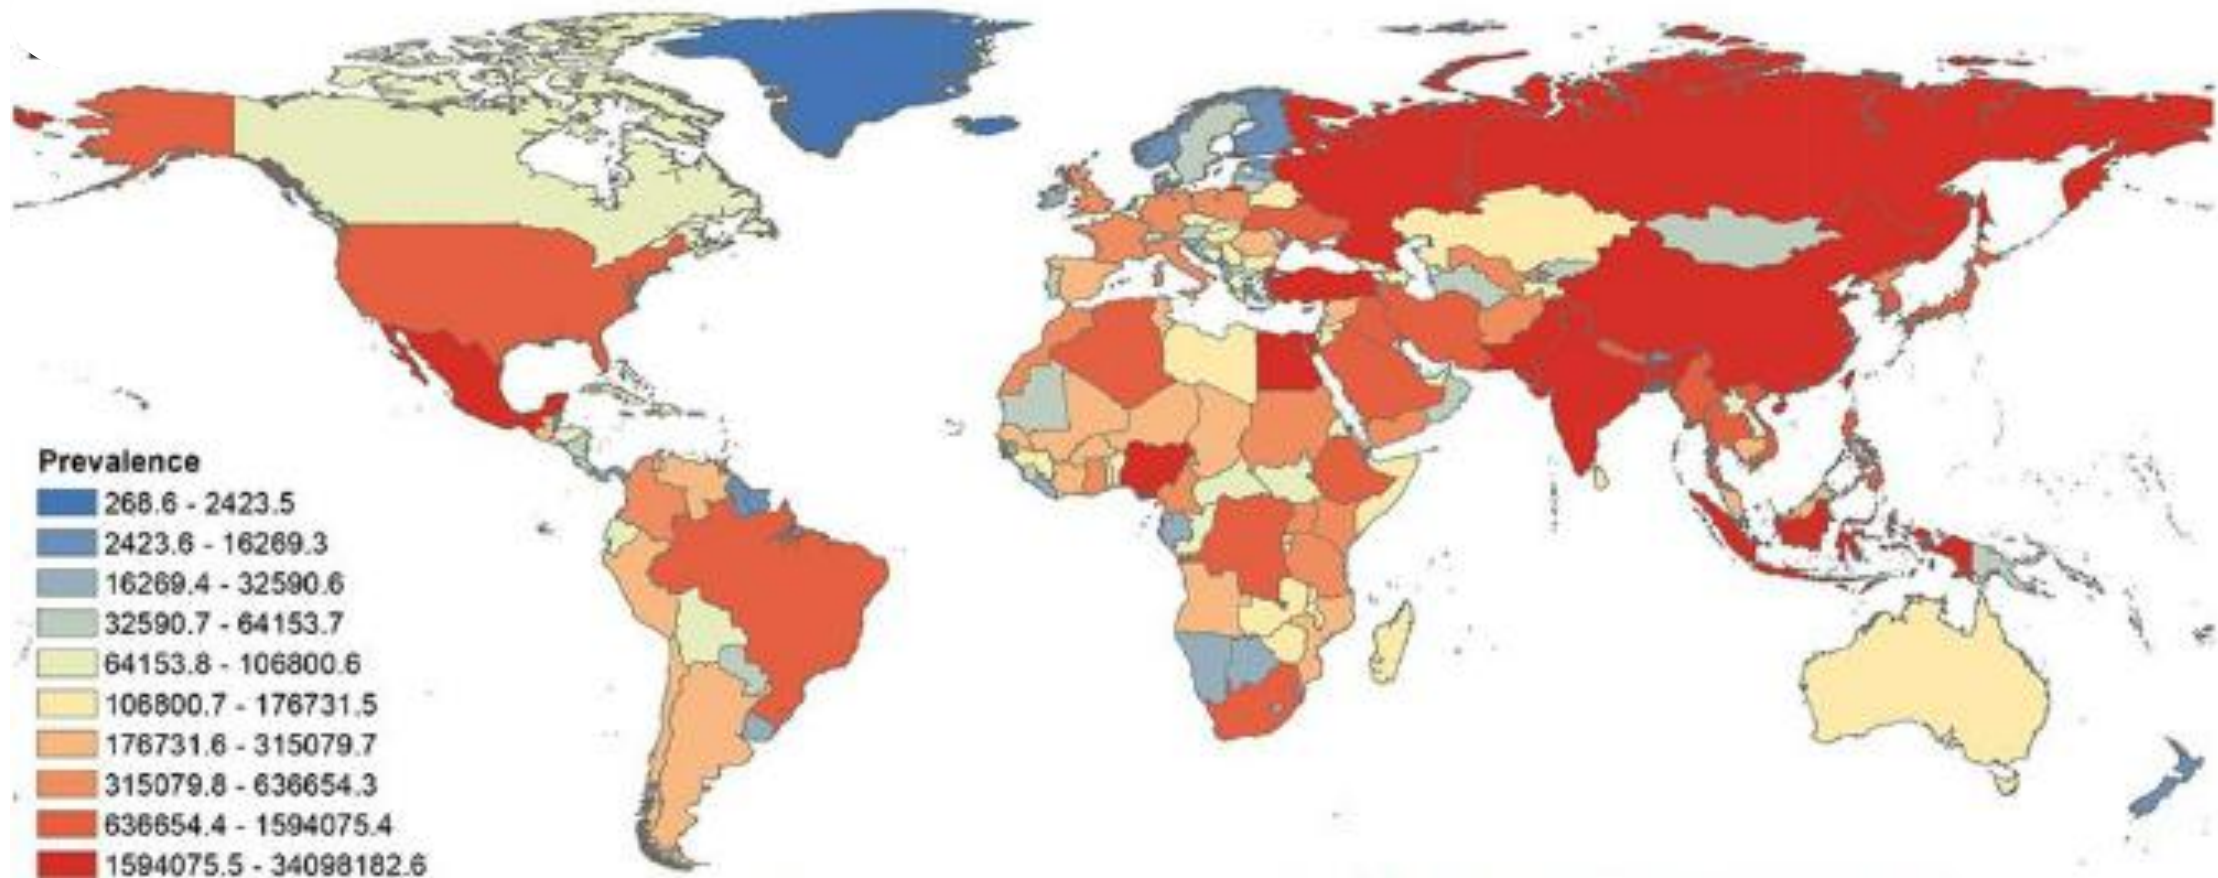 Prevalence
268.6 - 2423.5
2423.6 - 16269.3
16269.4 - 32590.6
32590.7 - 64153.7
64153.8 - 106800.6
106800.7 - 176731.5
176731.6 - 315079.7
315079.8 - 636654.3
636654.4 - 1594075.4
1594075.5 - 34098182.6